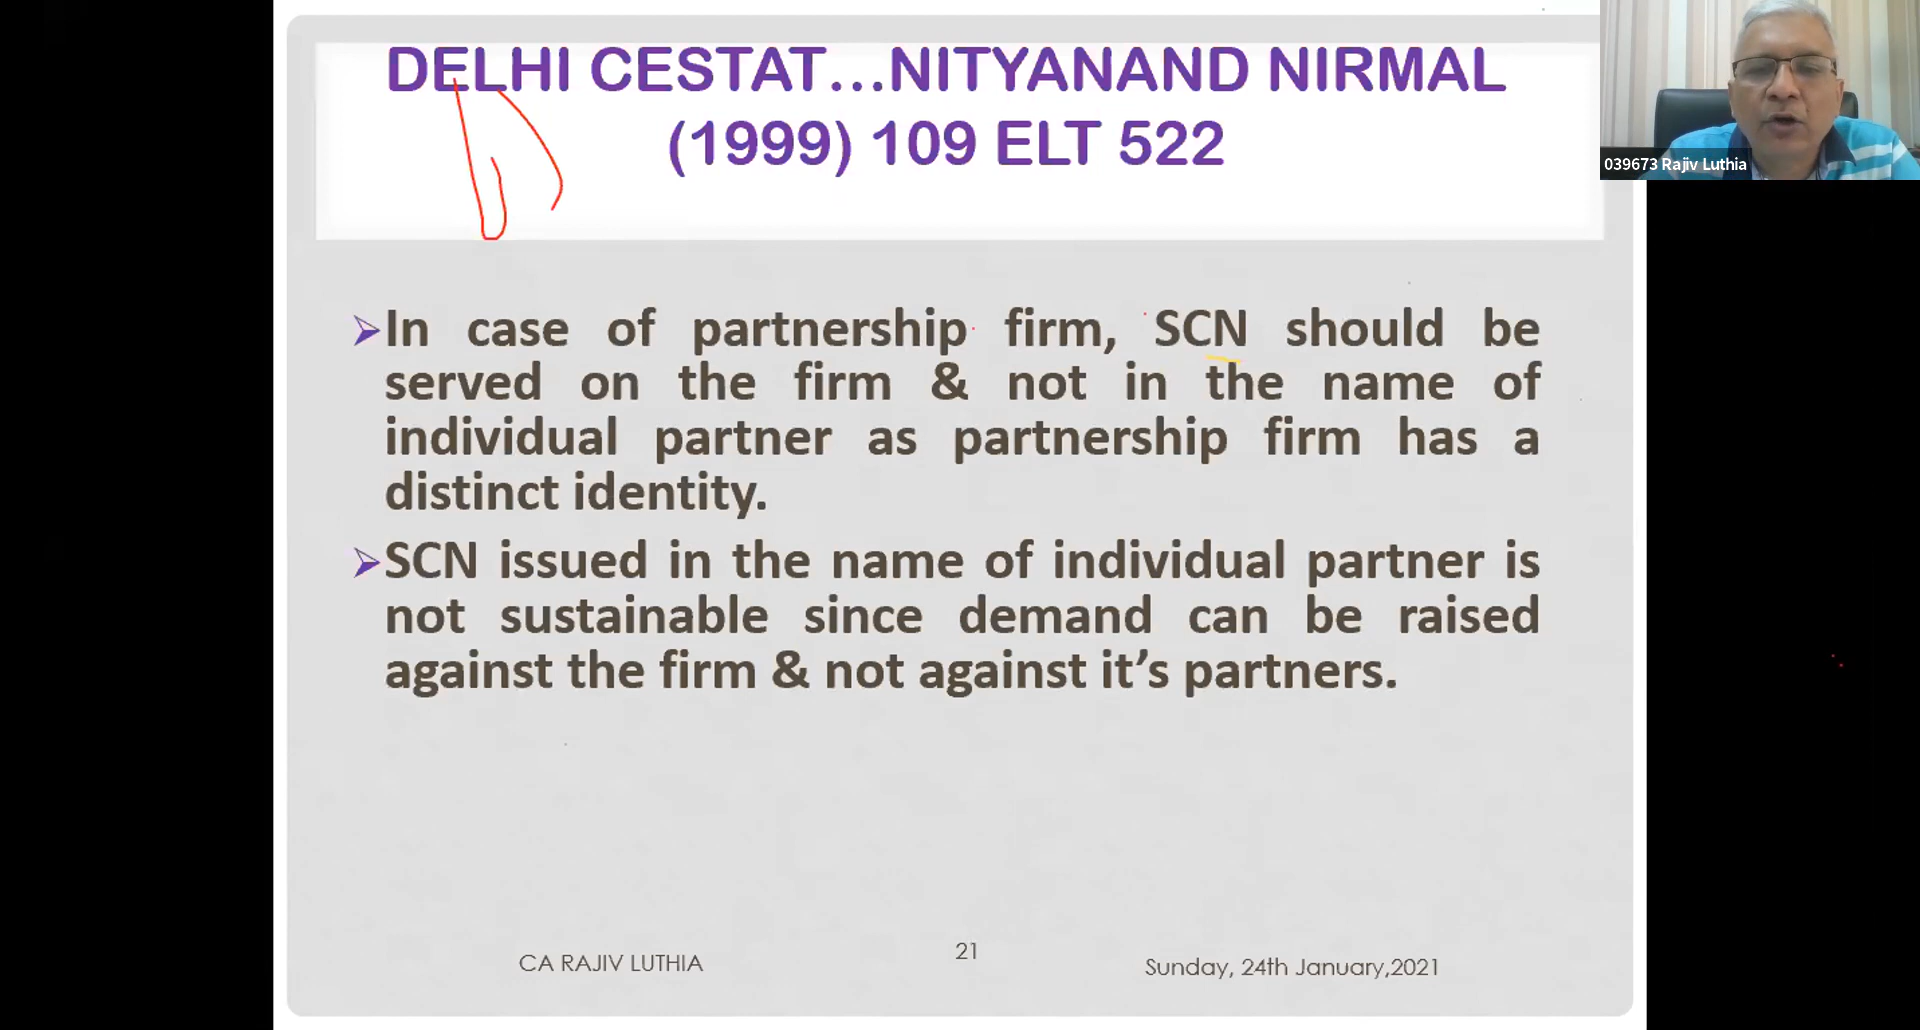 DELHI CESTAT...NITYANAND NIRMAL
(1999) 109 ELT 522
039673 Rajiv Luthia
➢In case of partnership firm, SCN should be
served on the firm & not in the name of
individual partner as partnership firm has a
distinct identity.
➢SCN issued in the name of individual partner is
not sustainable since demand can be raised
against the firm & not against it’s partners.
CA RAJIV LUTHIA
21
Sunday, 24th January,2021